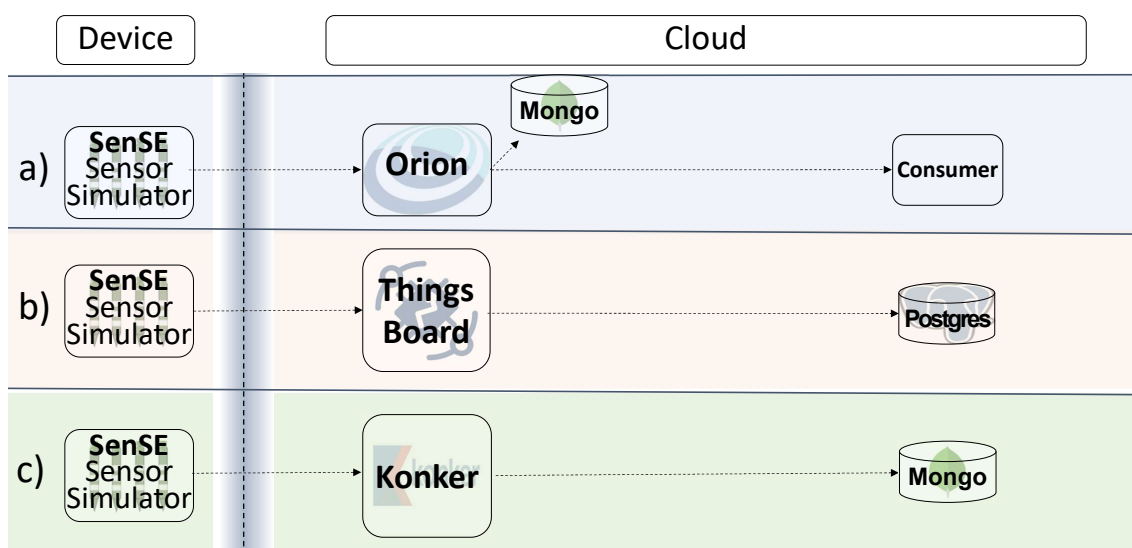 Device
Cloud
a)
SenSE
Sensor
Simulator
Orion
Mongo
Consumer
b)
SenSE
Sensor
Simulator
Things
Board
Postgres
c)
SenSE
Sensor
Simulator
konker
Konker
Mongo